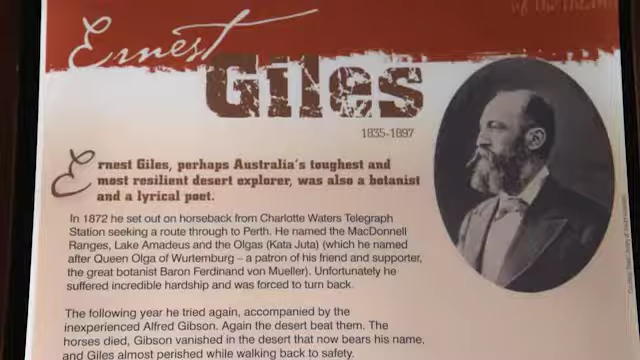 Ernest
Giles
1835-1897
Ernest Giles, perhaps Australia's toughest and
most resilient desert explorer, was also a botanist
and a lyrical poet.
In 1872 he set out on horseback from Charlotte Waters Telegraph
Station seeking a route through to Perth. He named the MacDonnell
Ranges, Lake Amadeus and the Olgas (Kata Juta) (which he named
after Queen Olga of Wurtemburg – a patron of his friend and supporter,
the great botanist Baron Ferdinand von Mueller). Unfortunately he
suffered incredible hardship and was forced to turn back.
The following year he tried again, accompanied by the
inexperienced Alfred Gibson. Again the desert beat them. The
horses died, Gibson vanished in the desert that now bears his name,
and Giles almost perished while walking back to safety.